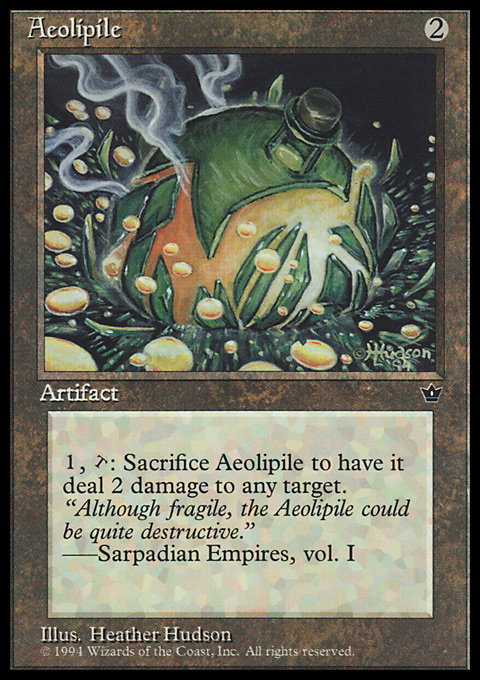 Aeolipile 2
©HHudson
94
Artifact
1, T: Sacrifice Aeolipile to have it
deal 2 damage to any target.
“Although fragile, the Aeolipile could
be quite destructive.”
—Sarpadian Empires, vol. I
Illus. Heather Hudson
© 1994 Wizards of the Coast, Inc. All rights reserved.